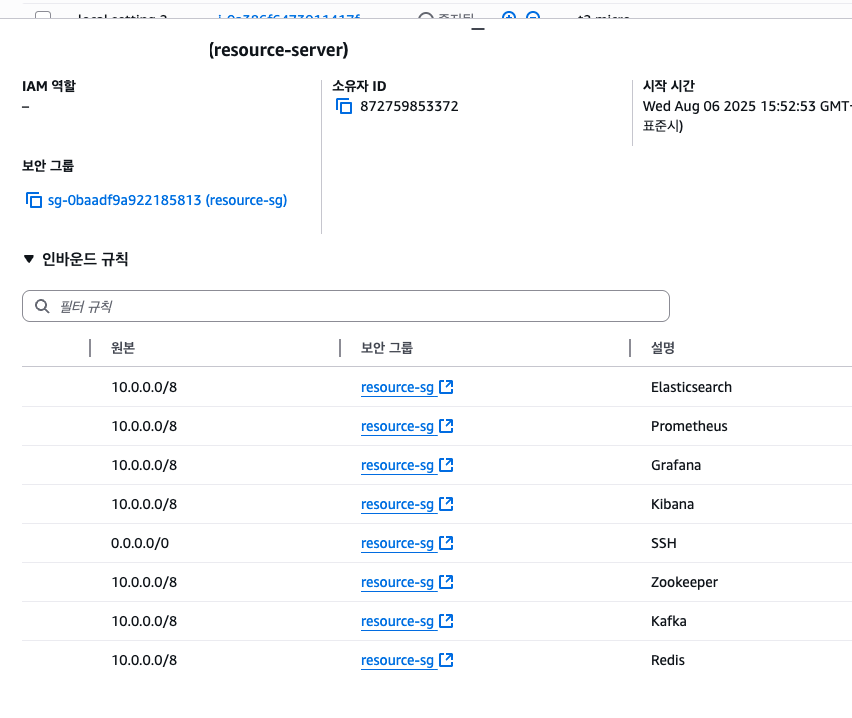 (resource-server)
IAM 역할
–
소유자 ID
872759853372
시작 시간
Wed Aug 06 2025 15:52:53 GMT+
표준시)
보안 그룹
sg-0baadf9a922185813 (resource-sg)
▼ 인바운드 규칙
필터 규칙
원본 보안 그룹 설명
10.0.0.0/8 resource-sg Elasticsearch
10.0.0.0/8 resource-sg Prometheus
10.0.0.0/8 resource-sg Grafana
10.0.0.0/8 resource-sg Kibana
0.0.0.0/0 resource-sg SSH
10.0.0.0/8 resource-sg Zookeeper
10.0.0.0/8 resource-sg Kafka
10.0.0.0/8 resource-sg Redis